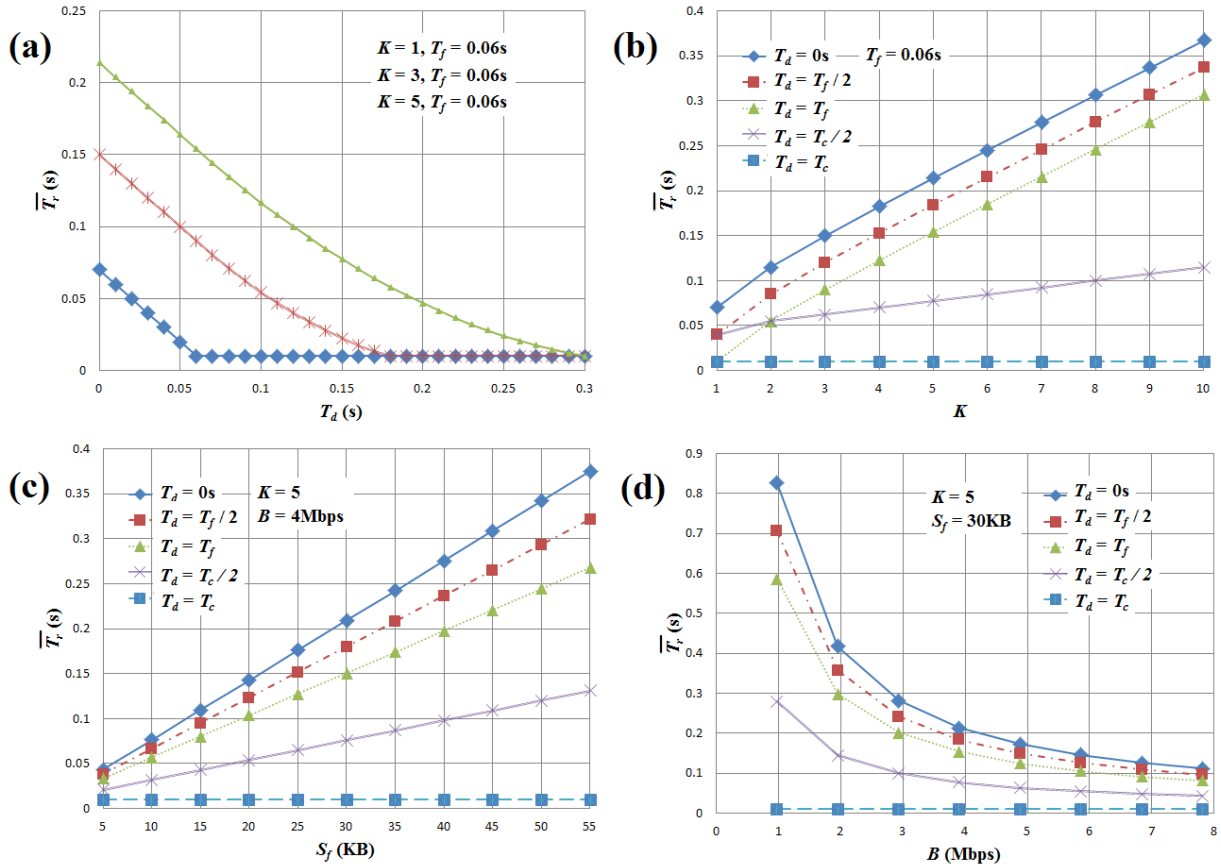 (a)
K = 1, T_f = 0.06s
K = 3, T_f = 0.06s
K = 5, T_f = 0.06s
0.25
0.2
0.15
0.1
0.05
0
T̅_r (s)
0 0.05 0.1 0.15 0.2 0.25 0.3
T_d (s)
(b)
T_d = 0s
T_d = T_f / 2
T_d = T_f
T_d = T_c / 2
T_d = T_c
T_f = 0.06s
0.4
0.35
0.3
0.25
0.2
0.15
0.1
0.05
0
T̅_r (s)
1 2 3 4 5 6 7 8 9 10
K
(c)
T_d = 0s
T_d = T_f / 2
T_d = T_f
T_d = T_c / 2
T_d = T_c
K = 5
B = 4Mbps
0.4
0.35
0.3
0.25
0.2
0.15
0.1
0.05
0
T̅_r (s)
5 10 15 20 25 30 35 40 45 50 55
S_f (KB)
(d)
K = 5
S_f = 30KB
T_d = 0s
T_d = T_f / 2
T_d = T_f
T_d = T_c / 2
T_d = T_c
0.9
0.8
0.7
0.6
0.5
0.4
0.3
0.2
0.1
0
T̅_r (s)
0 1 2 3 4 5 6 7 8
B (Mbps)